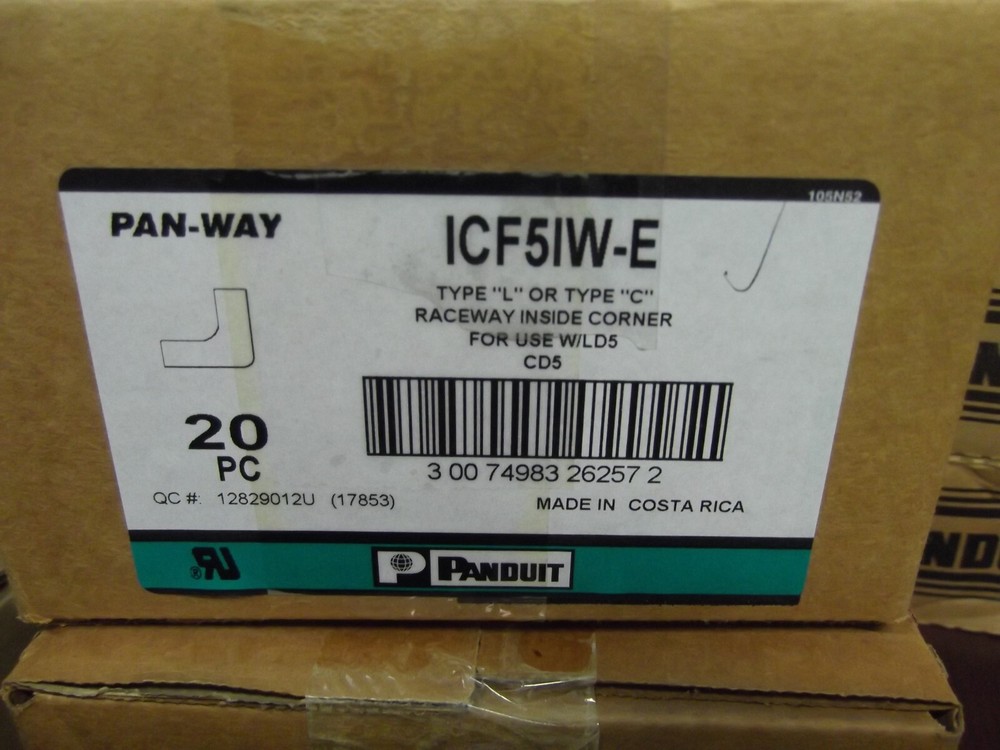 105N52
PAN-WAY
ICF5IW-E
TYPE "L" OR TYPE "C"
RACEWAY INSIDE CORNER
FOR USE W/LD5
CD5
20
PC
3 00 74983 26257 2
QC #: 12829012U (17853)
MADE IN COSTA RICA
P PANDUIT
ND